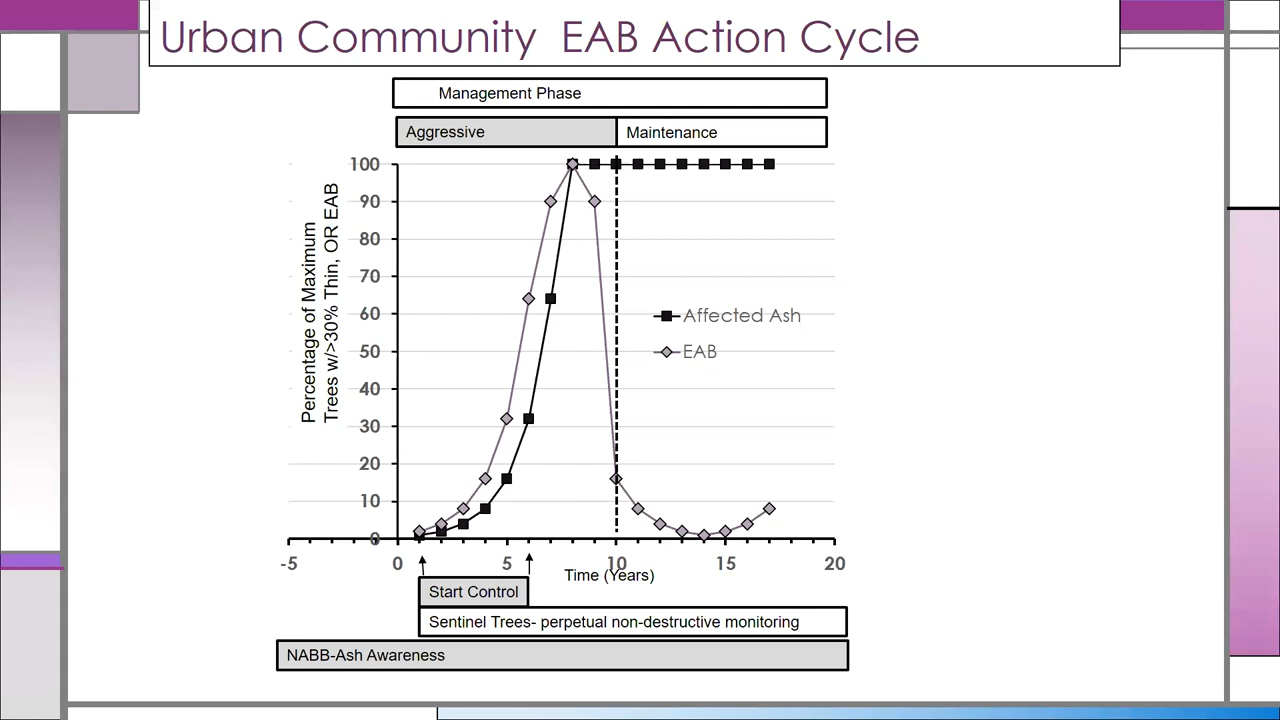 Urban Community EAB Action Cycle
Management Phase
Aggressive
Maintenance
Percentage of Maximum
Trees w/>30% Thin, OR EAB
100
90
80
70
60
50
40
30
20
10
0
Affected Ash
EAB
-5
0
5
10
15
20
Time (Years)
Start Control
Sentinel Trees- perpetual non-destructive monitoring
NABB-Ash Awareness